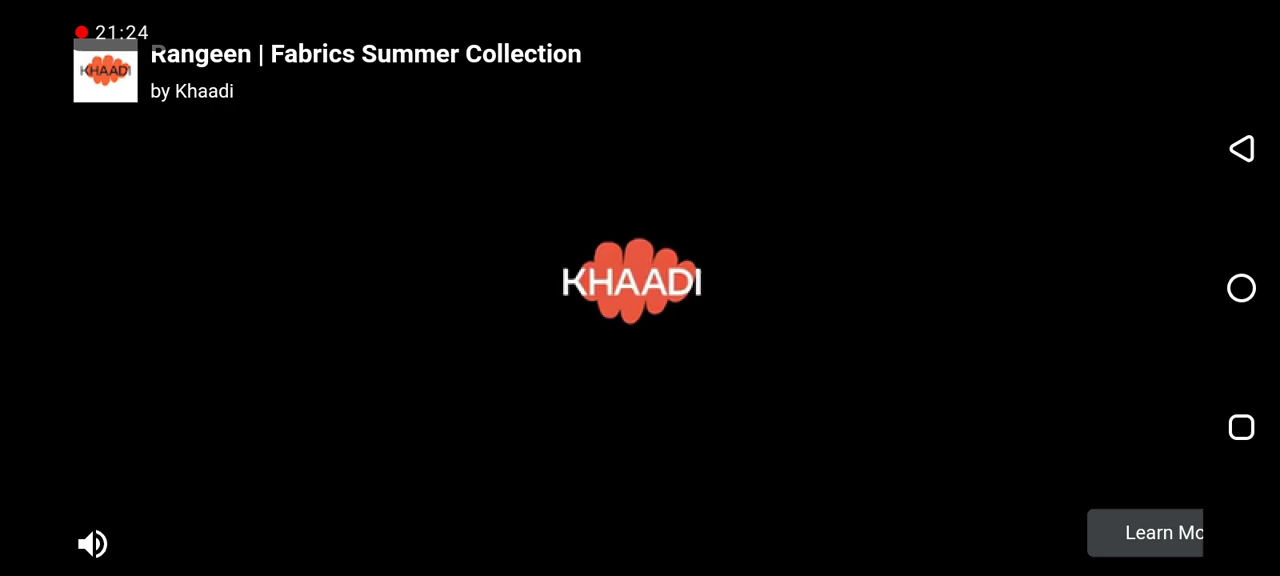 21:24
KHAADI
Rangeen | Fabrics Summer Collection
by Khaadi
KHAADI
Learn Mo